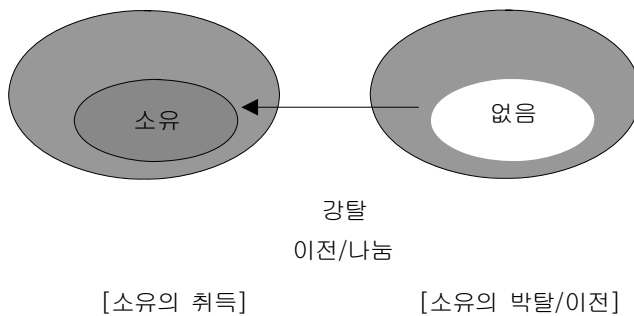 소유
없음
강탈
이전/나눔
[소유의 취득]
[소유의 박탈/이전]